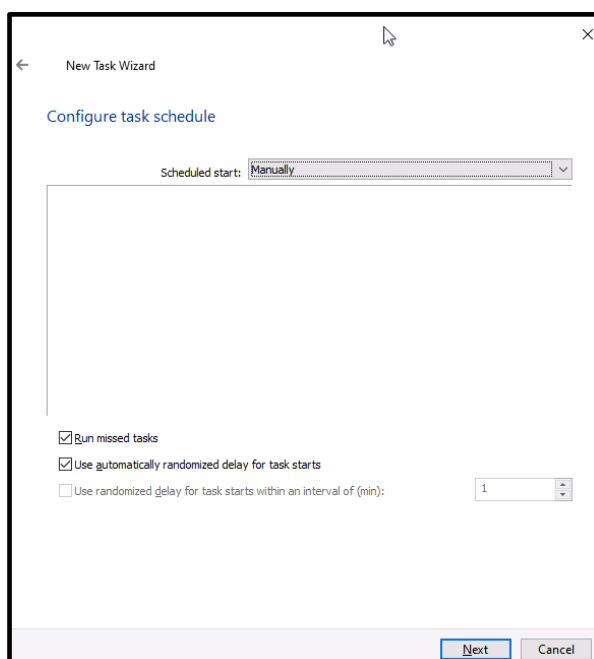 New Task Wizard
Configure task schedule
Scheduled start: Manually
Run missed tasks
Use automatically randomized delay for task starts
Use randomized delay for task starts within an interval of (min): 1
Next Cancel